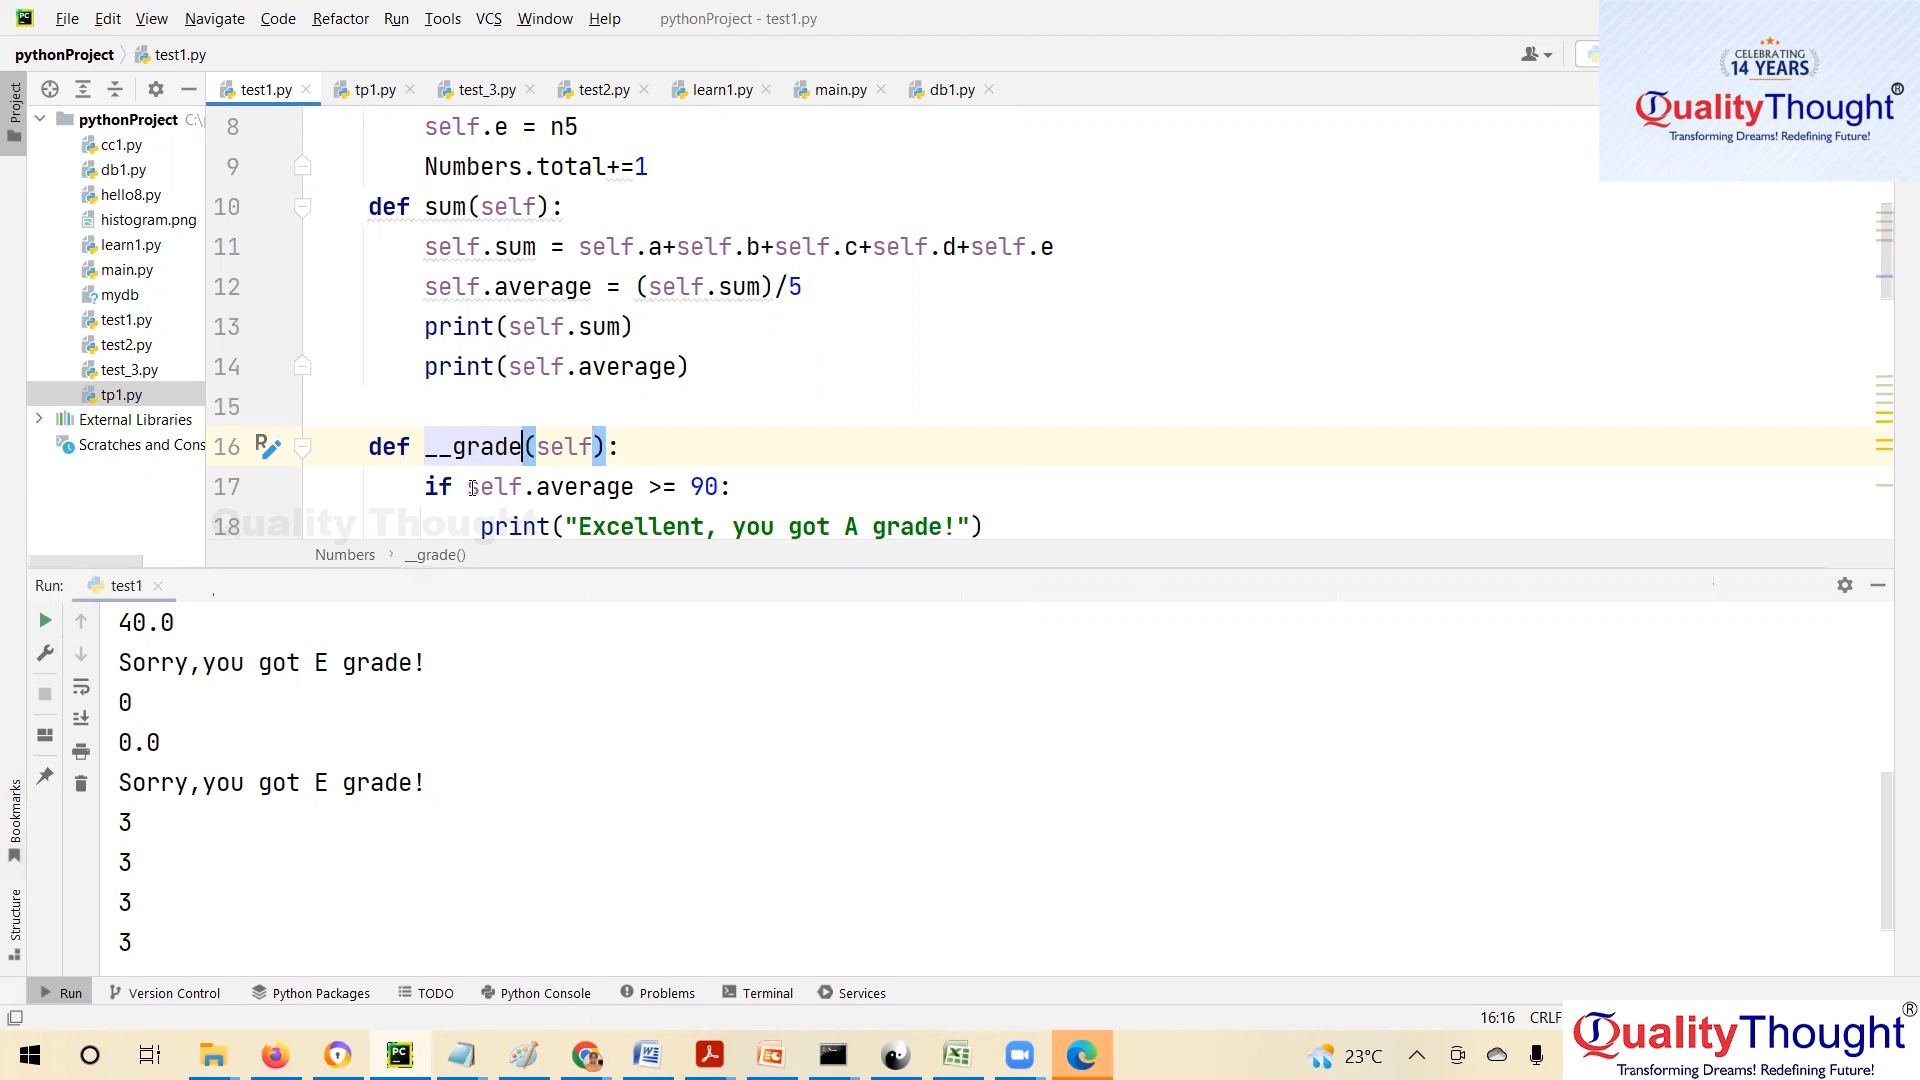 File Edit View Navigate Code Refactor Run Tools VCS Window Help pythonProject - test1.py
pythonProject test1.py
CELEBRATING
14 YEARS
QualityThought®
Transforming Dreams! Redefining Future!
Project
test1.py tp1.py test_3.py test2.py learn1.py main.py db1.py
pythonProject C:\
cc1.py
db1.py
hello8.py
histogram.png
learn1.py
main.py
mydb
test1.py
test2.py
test_3.py
tp1.py
External Libraries
Scratches and Cons
8 self.e = n5
9 Numbers.total+=1
10 def sum(self):
11 self.sum = self.a+self.b+self.c+self.d+self.e
12 self.average = (self.sum)/5
13 print(self.sum)
14 print(self.average)
15
16 def __grade(self):
17 if self.average >= 90:
18 print("Excellent, you got A grade!")
Quality Thought
Numbers __grade()
Run: test1
40.0
Sorry,you got E grade!
0
0.0
Sorry,you got E grade!
3
3
3
3
Bookmarks
Structure
Run Version Control Python Packages TODO Python Console Problems Terminal Services
16:16 CRLF
23°C
QualityThought®
Transforming Dreams! Redefining Future!